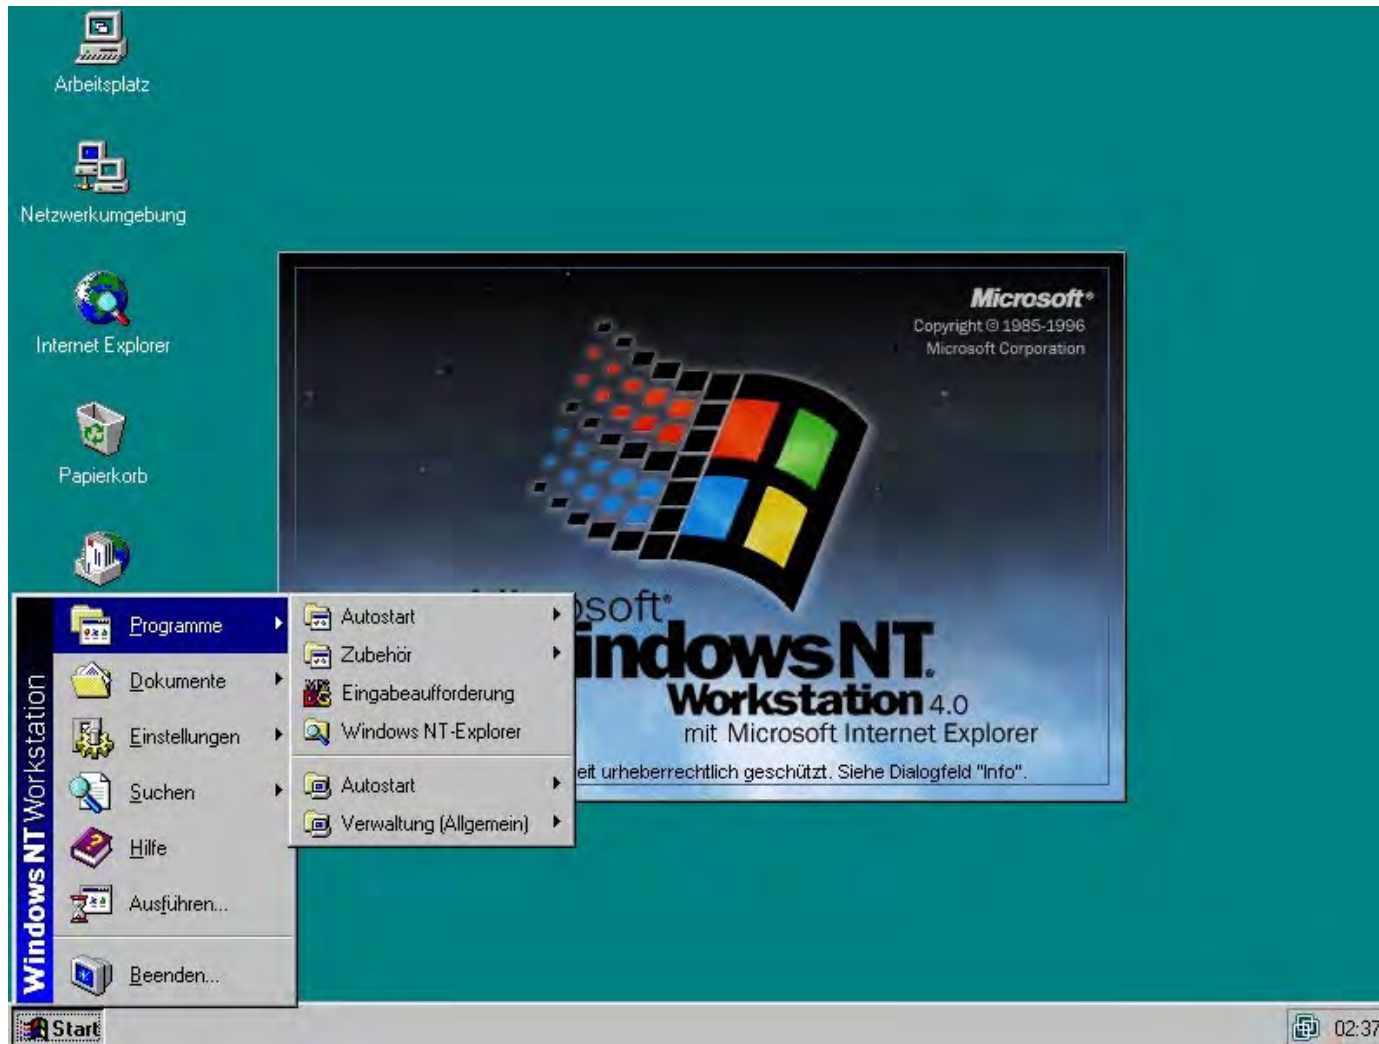 Arbeitsplatz
Netzwerkumgebung
Internet Explorer
Papierkorb
Microsoft®
Copyright © 1985-1996
Microsoft Corporation
soft®
indows NT.
Workstation 4.0
mit Microsoft Internet Explorer
eit urheberrechtlich geschützt. Siehe Dialogfeld "Info".
Windows NT Workstation
Programme
Dokumente
Einstellungen
Suchen
Hilfe
Ausführen...
Beenden...
Autostart
Zubehör
Eingabeaufforderung
Windows NT-Explorer
Autostart
Verwaltung (Allgemein)
Start
02:37